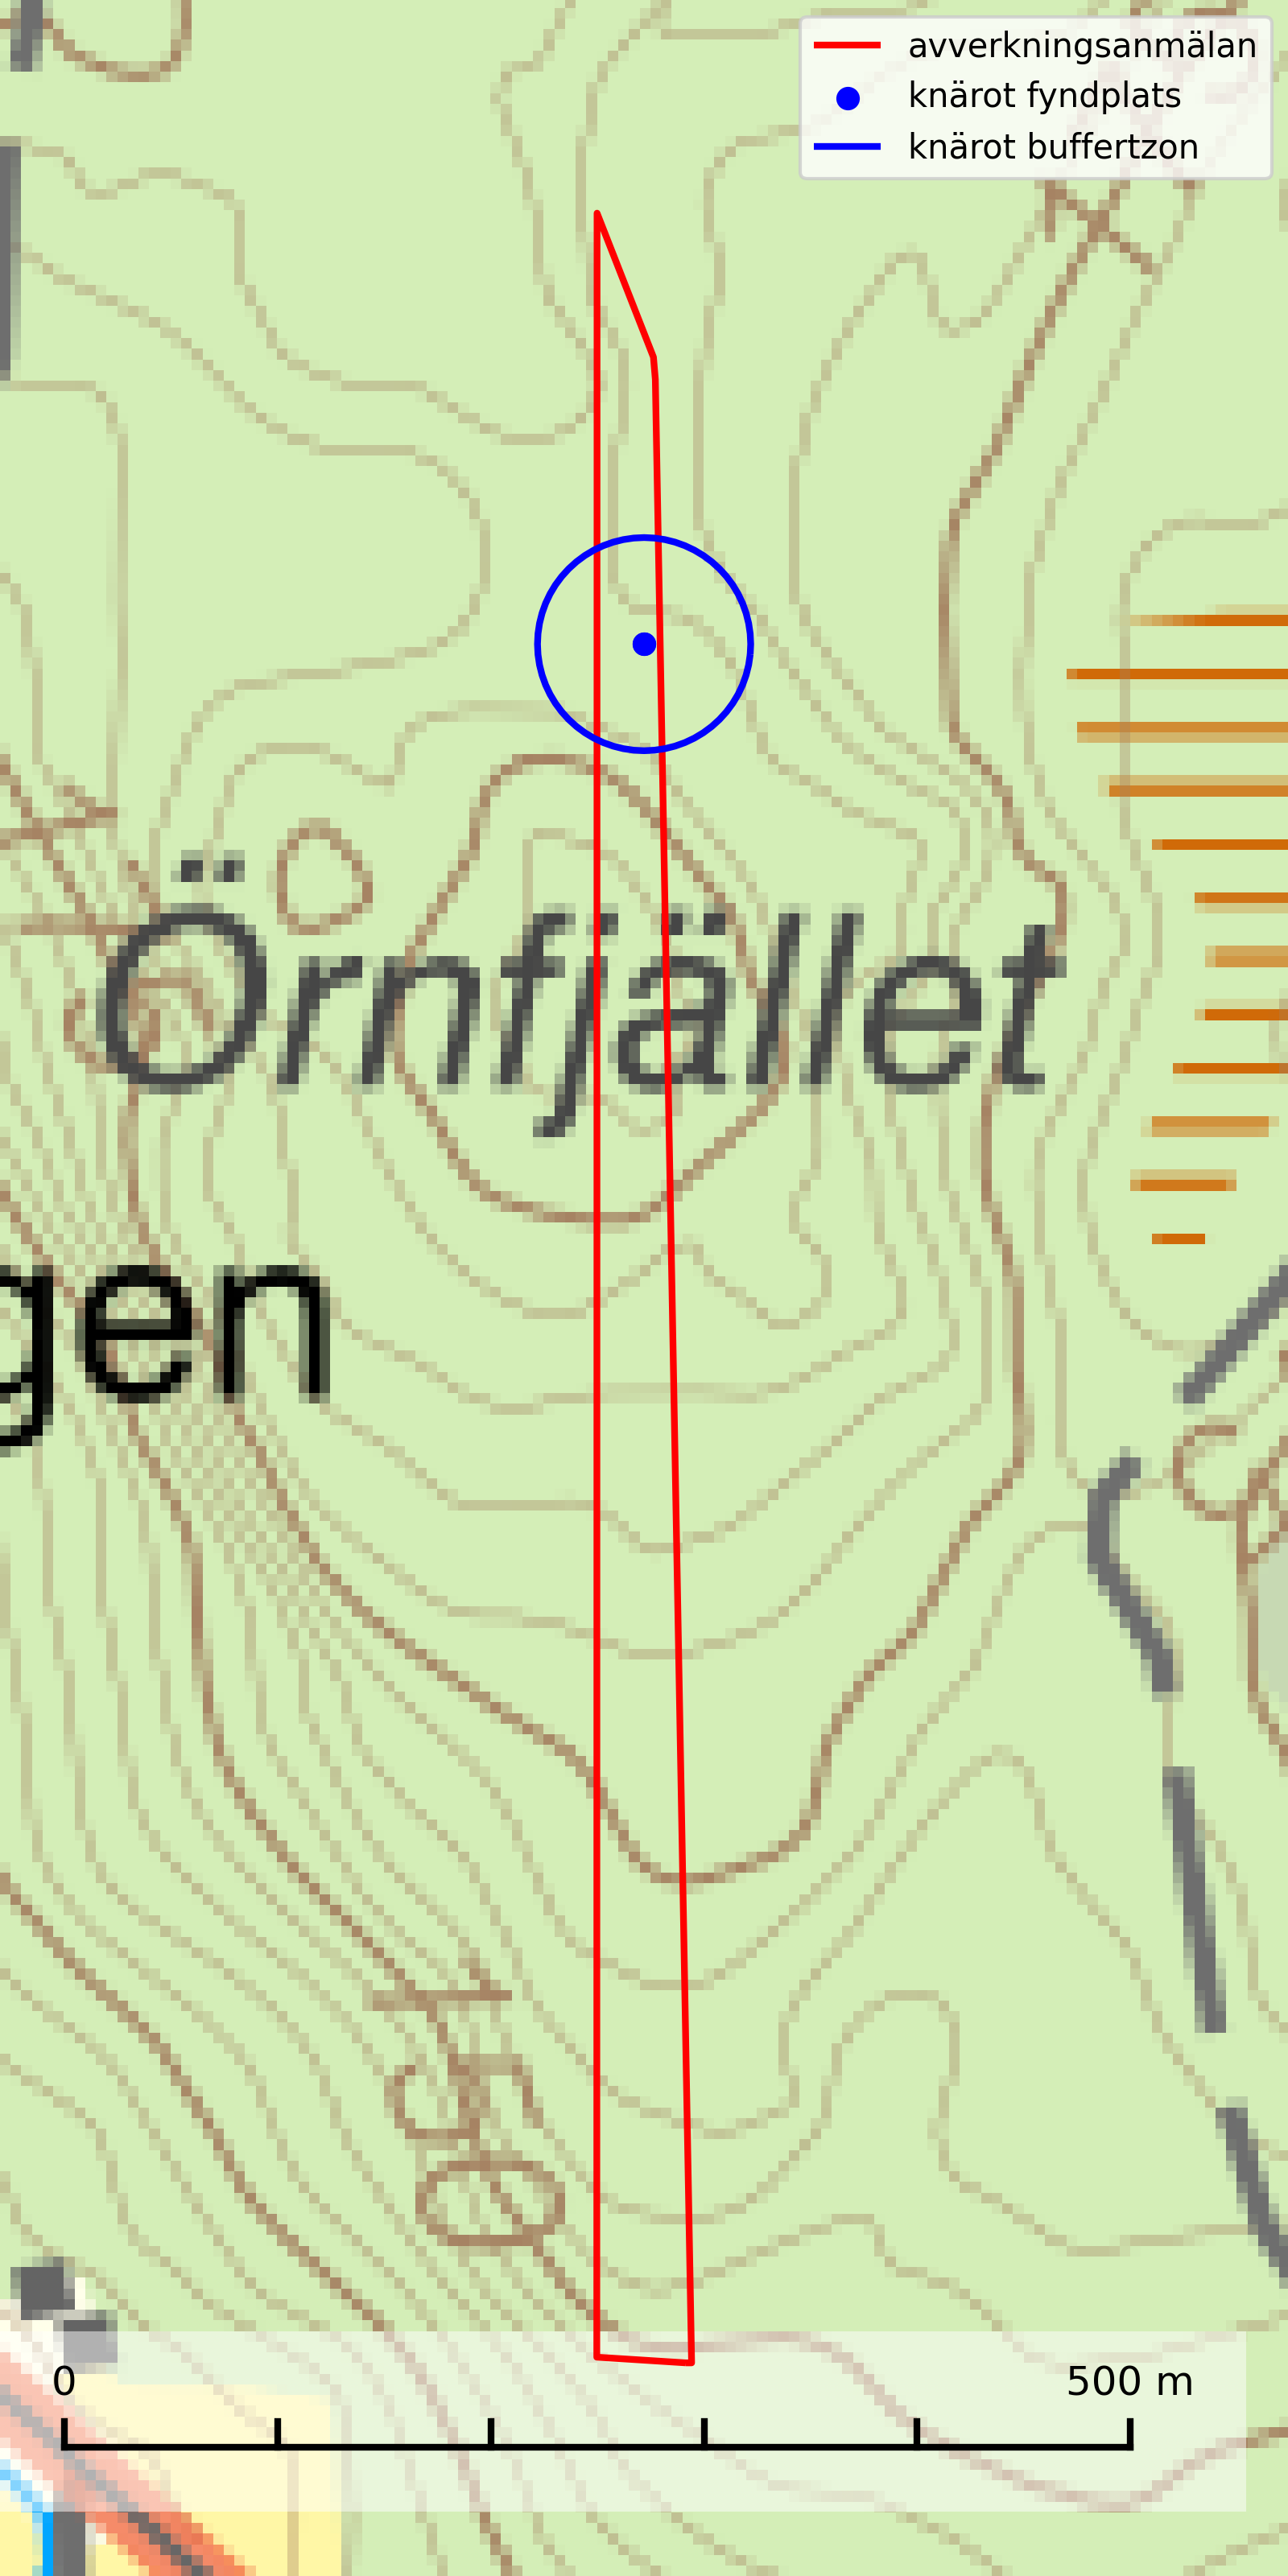 avverkningsanmälan
knärot fyndplats
knärot buffertzon
Örnfjället
gen
0 500 m